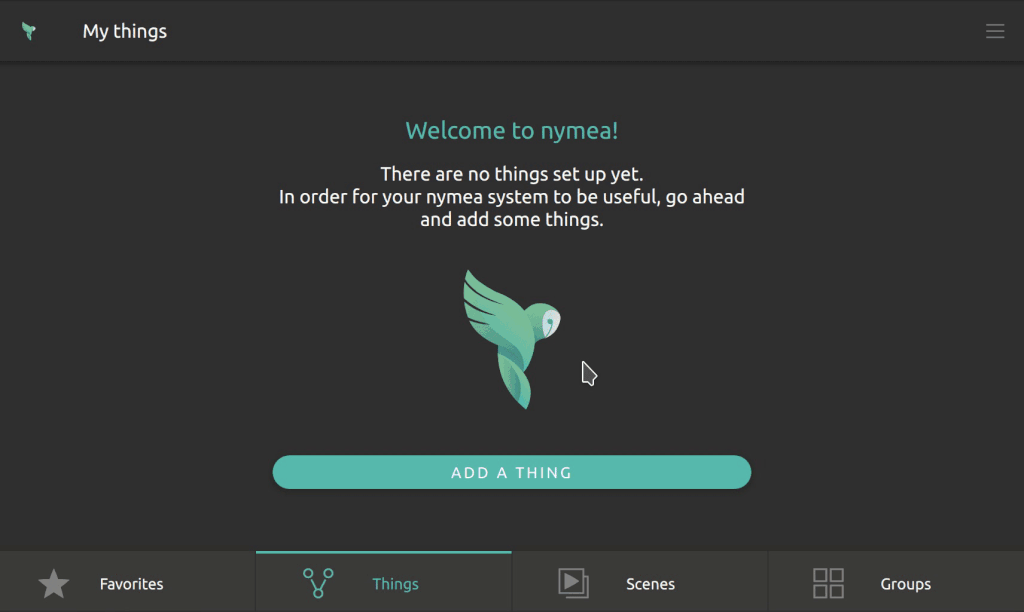 My things
Welcome to nymea!
There are no things set up yet.
In order for your nymea system to be useful, go ahead
and add some things.
ADD A THING
Favorites
Things
Scenes
Groups